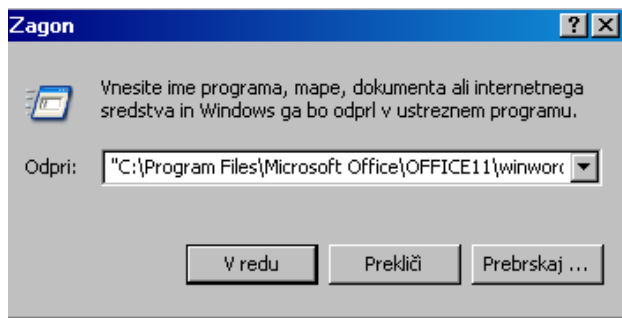 Zagon
Vnesite ime programa, mape, dokumenta ali internetnega
sredstva in Windows ga bo odprl v ustreznem programu.
Odpri: "C:\Program Files\Microsoft Office\OFFICE11\winword
V redu Prekliči Prebrskaj ...